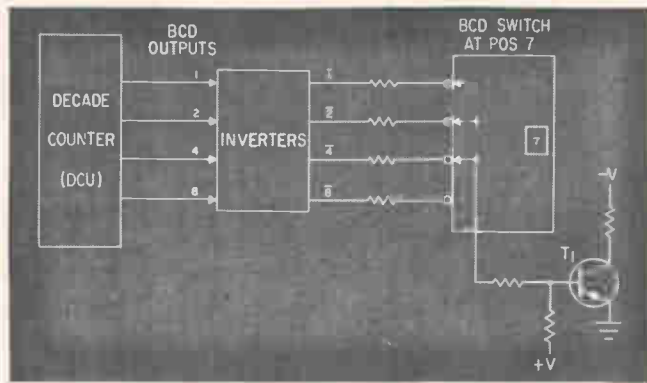 BCD
OUTPUTS
BCD SWITCH
AT POS 7
DECADE
COUNTER
(DCU)
1
2
4
8
INVERTERS
1̅
2̅
4̅
8̅
7
-V
T1
+V